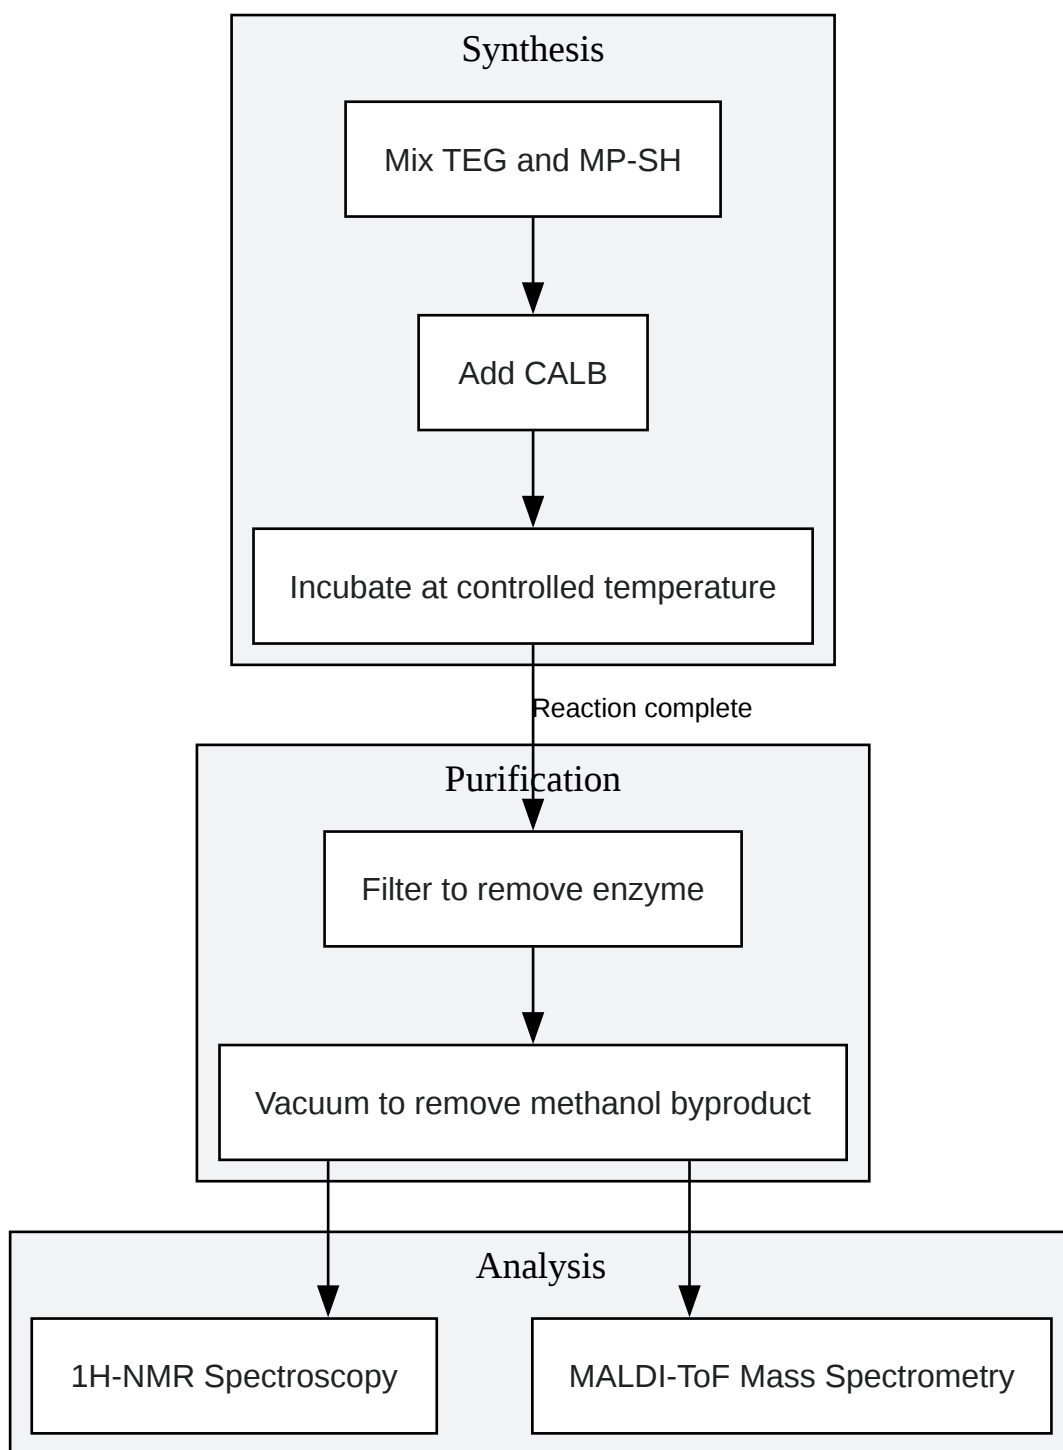 Synthesis
Mix TEG and MP-SH
Add CALB
Incubate at controlled temperature
Reaction complete
Purification
Filter to remove enzyme
Vacuum to remove methanol byproduct
Analysis
1H-NMR Spectroscopy
MALDI-ToF Mass Spectrometry